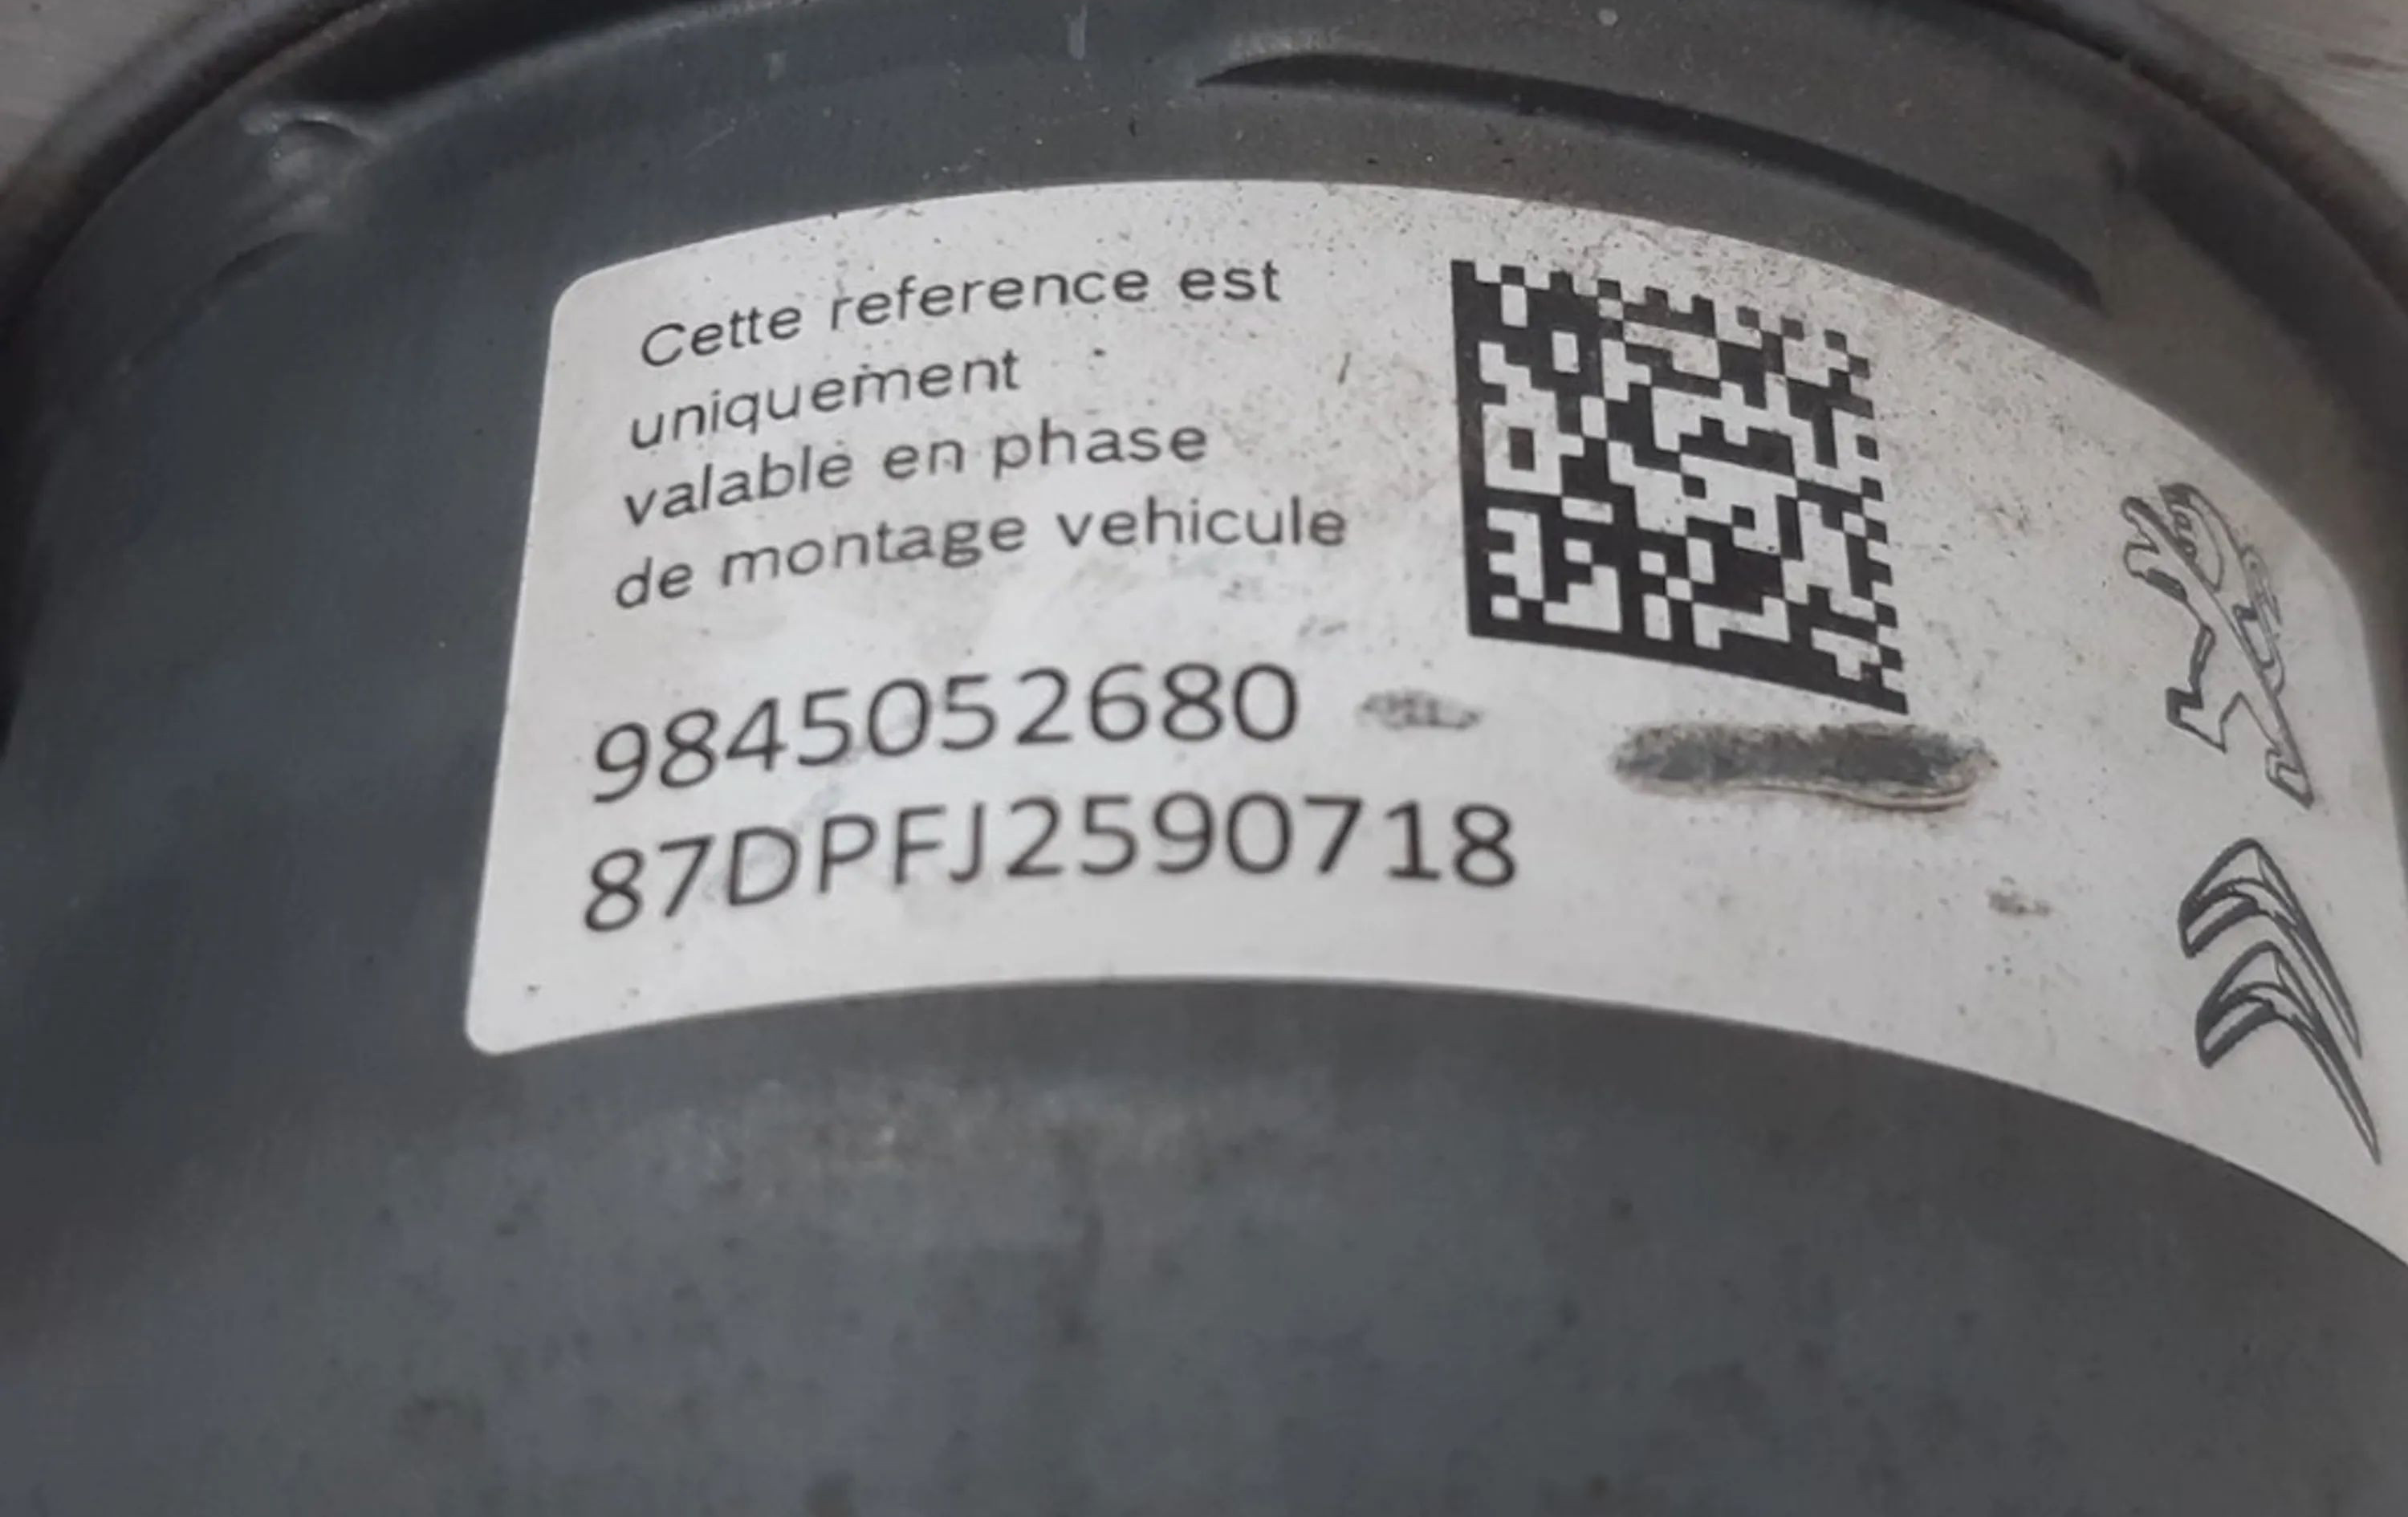 Cette reference est
uniquement
valable en phase
de montage vehicule
9845052680
87DPFJ2590718